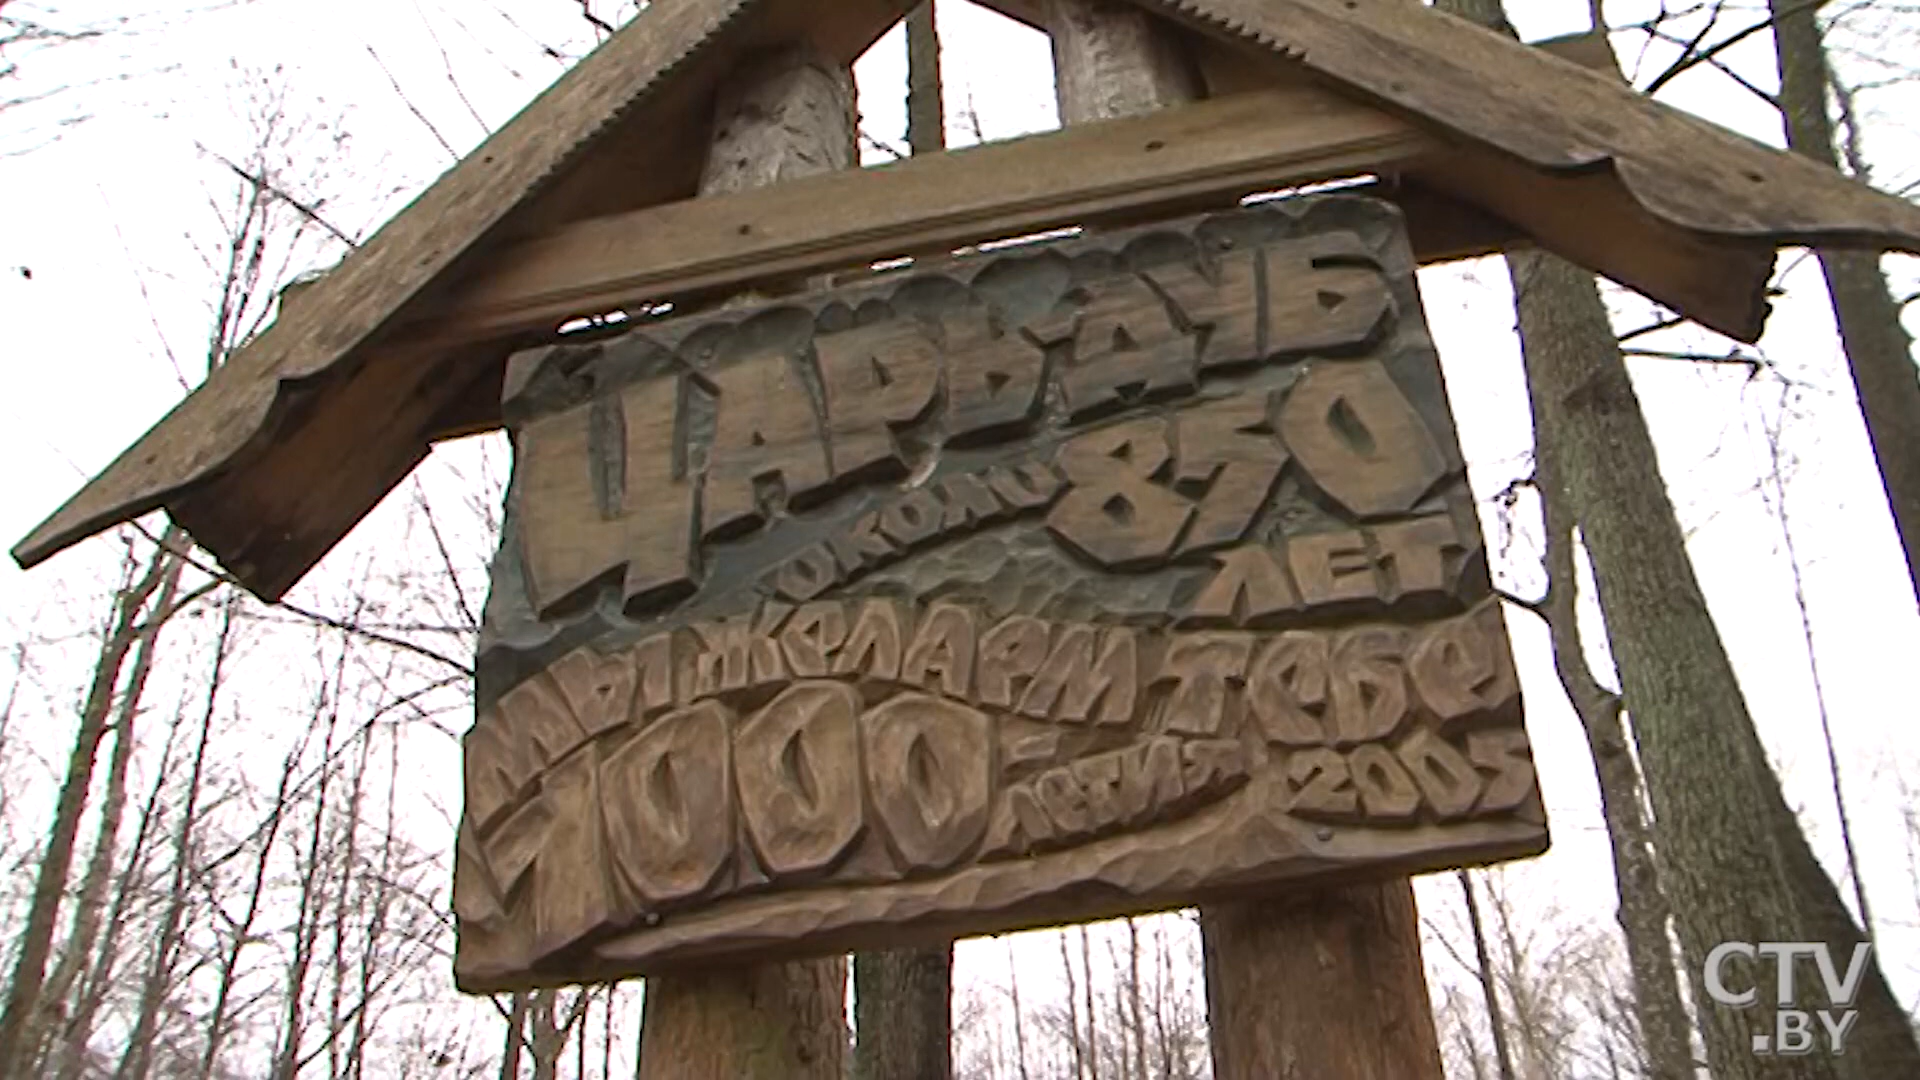 ЦАРЬ-ДУБ
ОКОЛО 850
ЛЕТ
МЫ ЖЕЛАЕМ ТЕБЕ
1000-ЛЕТИЯ 2005
CTV
.BY